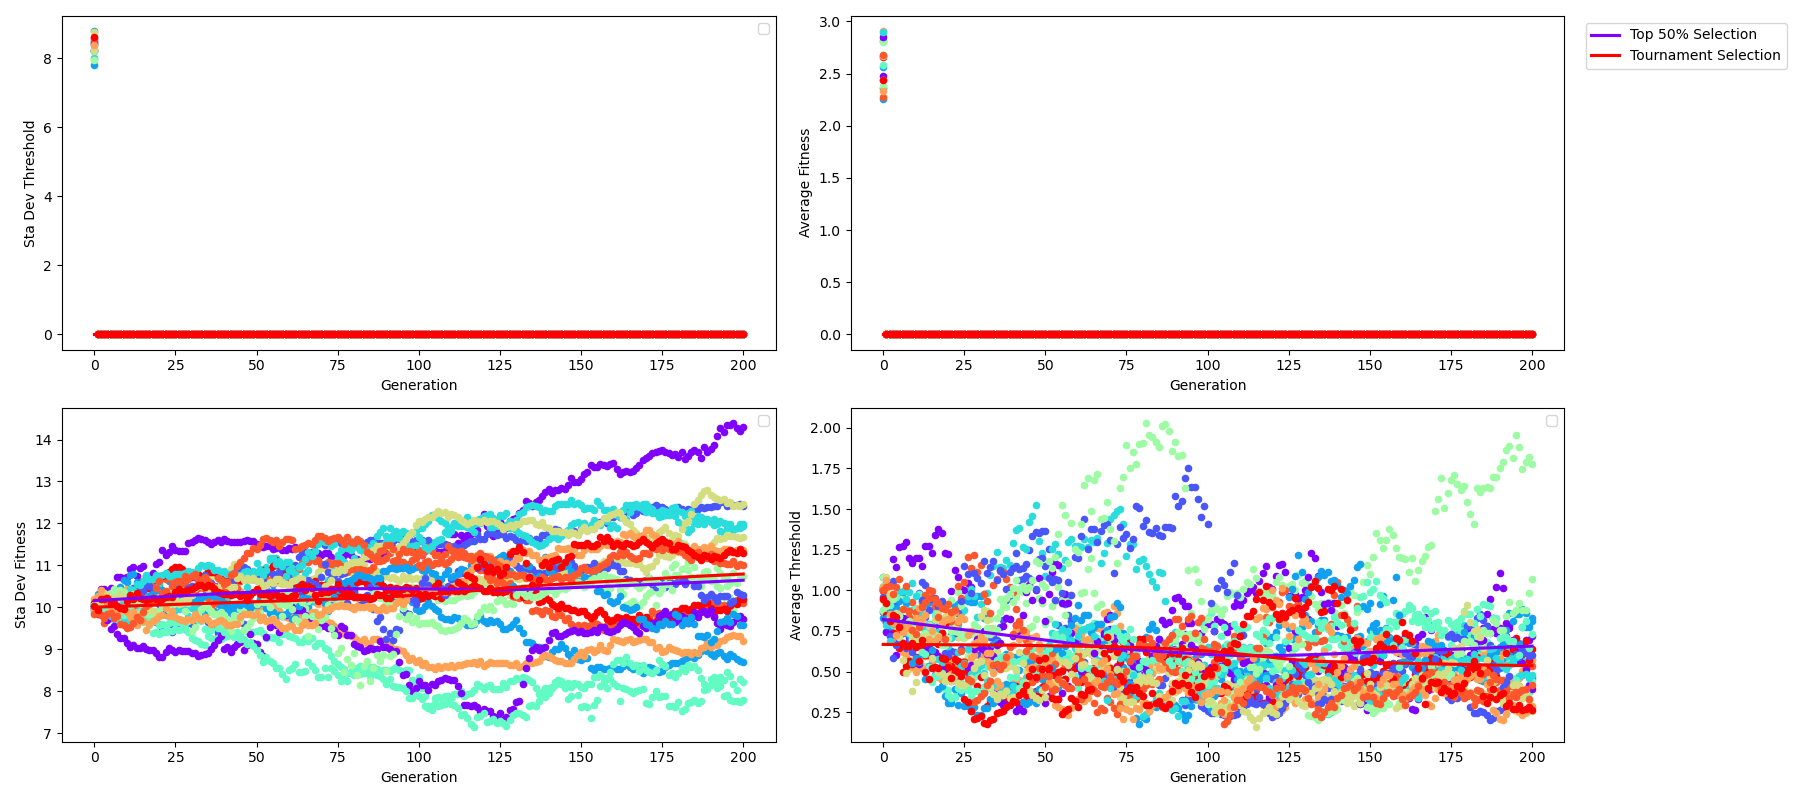 Sta Dev Threshold
8
6
4
2
0
0 25 50 75 100 125 150 175 200
Generation
Average Fitness
3.0
2.5
2.0
1.5
1.0
0.5
0.0
0 25 50 75 100 125 150 175 200
Generation
Top 50% Selection
Tournament Selection
Sta Dev Fitness
14
13
12
11
10
9
8
7
0 25 50 75 100 125 150 175 200
Generation
Average Threshold
2.00
1.75
1.50
1.25
1.00
0.75
0.50
0.25
0 25 50 75 100 125 150 175 200
Generation